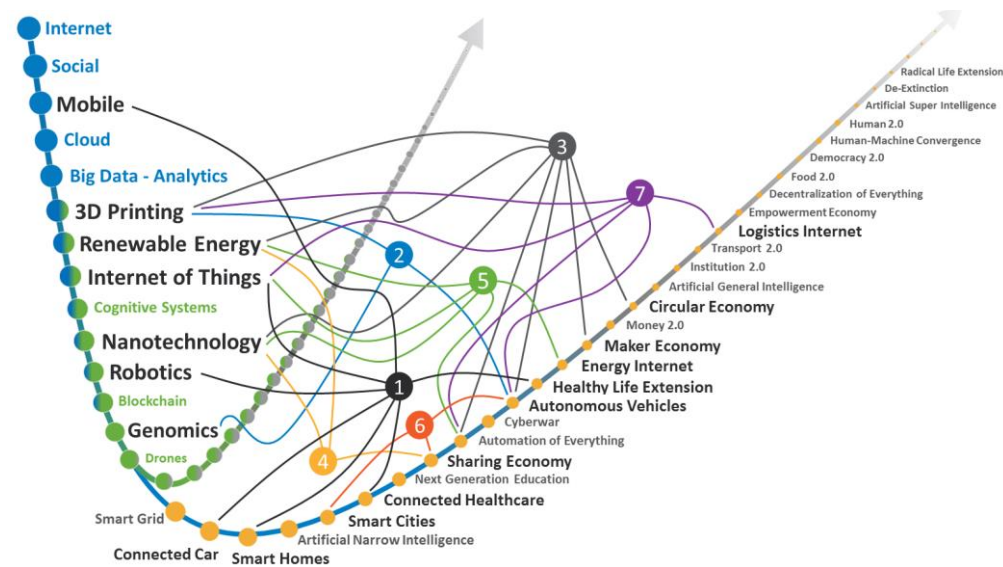 Internet
Social
Mobile
Cloud
Big Data - Analytics
3D Printing
Renewable Energy
Internet of Things
Cognitive Systems
Nanotechnology
Robotics
Blockchain
Genomics
Drones
Smart Grid
Connected Car
Smart Homes
Artificial Narrow Intelligence
Smart Cities
Connected Healthcare
Next Generation Education
Sharing Economy
Automation of Everything
Cyberwar
Autonomous Vehicles
Healthy Life Extension
Energy Internet
Maker Economy
Money 2.0
Circular Economy
Artificial General Intelligence
Institution 2.0
Transport 2.0
Logistics Internet
Empowerment Economy
Decentralization of Everything
Food 2.0
Democracy 2.0
Human-Machine Convergence
Human 2.0
Artificial Super Intelligence
De-Extinction
Radical Life Extension
1
2
3
4
5
6
7